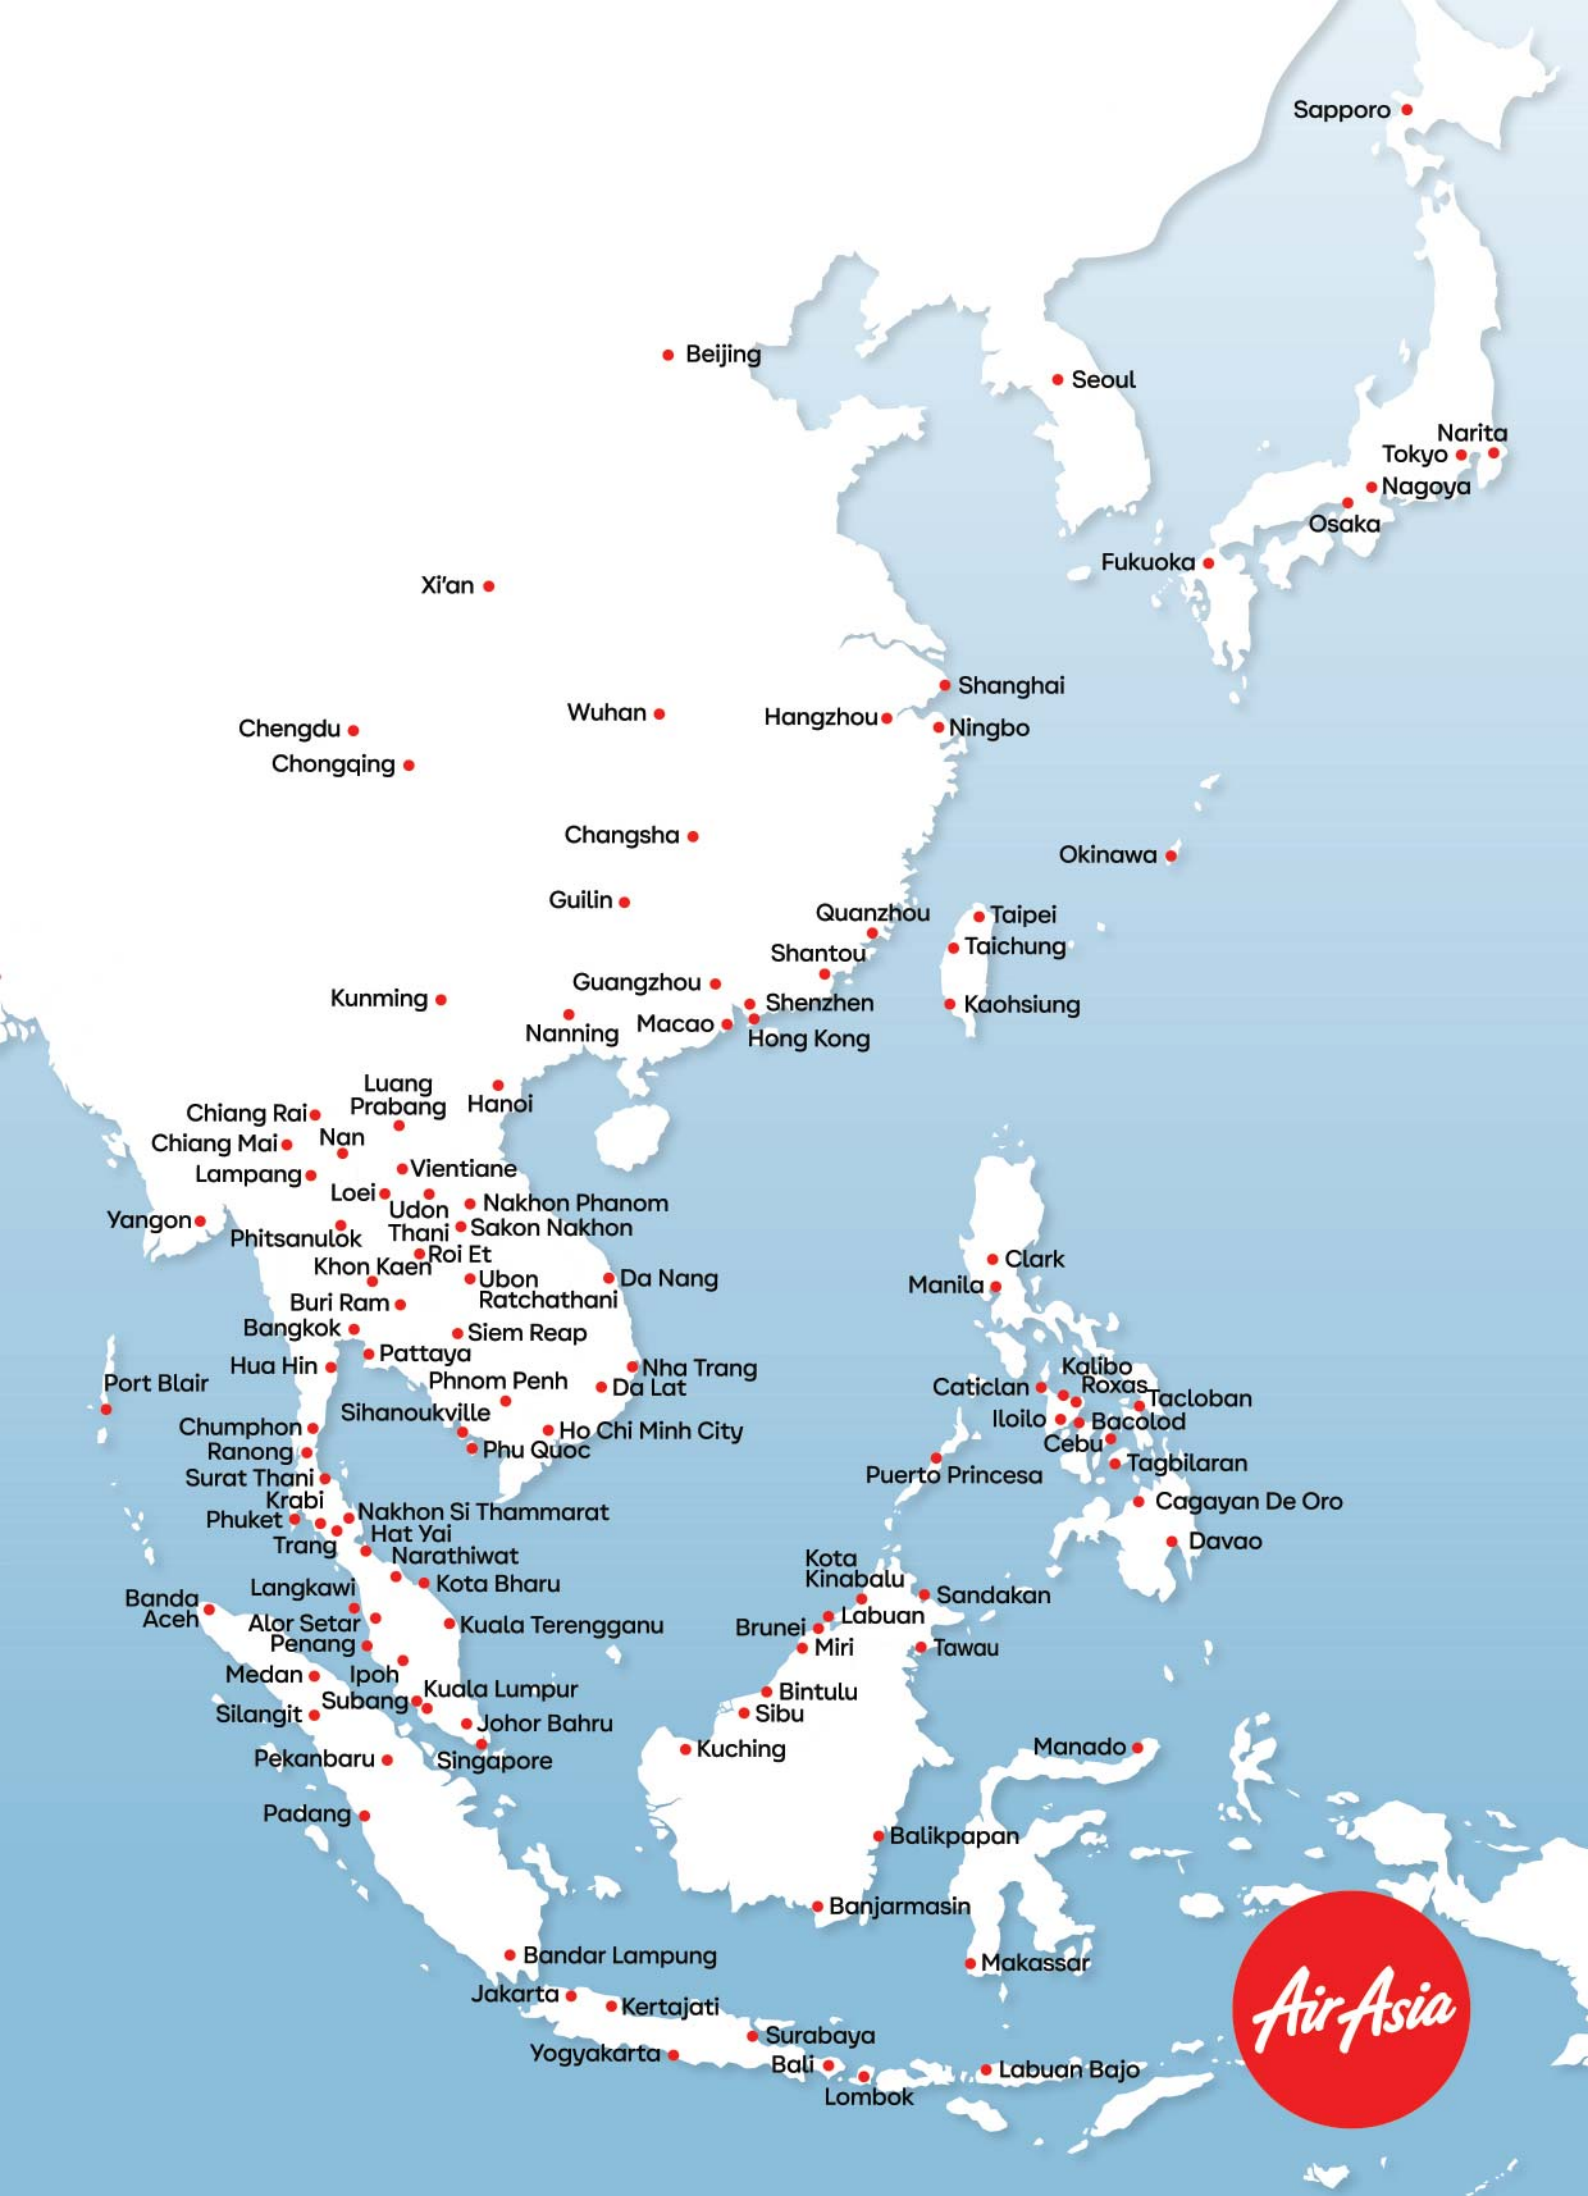 Sapporo
Beijing
Seoul
Narita
Tokyo
Nagoya
Osaka
Fukuoka
Xi'an
Shanghai
Wuhan
Hangzhou
Ningbo
Chengdu
Chongqing
Changsha
Okinawa
Guilin
Quanzhou
Taipei
Shantou
Taichung
Guangzhou
Kunming
Shenzhen
Kaohsiung
Nanning
Macao
Hong Kong
Luang
Prabang
Hanoi
Chiang Rai
Nan
Chiang Mai
Vientiane
Lampang
Loei
Udon
Thani
Nakhon Phanom
Yangon
Sakon Nakhon
Phitsanulok
Roi Et
Clark
Khon Kaen
Ubon
Ratchathani
Da Nang
Manila
Buri Ram
Bangkok
Siem Reap
Pattaya
Hua Hin
Nha Trang
Kalibo
Port Blair
Phnom Penh
Da Lat
Caticlan
Roxas
Tacloban
Sihanoukville
Iloilo
Bacolod
Chumphon
Ho Chi Minh City
Cebu
Ranong
Phu Quoc
Tagbilaran
Surat Thani
Puerto Princesa
Krabi
Cagayan De Oro
Phuket
Nakhon Si Thammarat
Hat Yai
Trang
Davao
Narathiwat
Kota
Kinabalu
Langkawi
Kota Bharu
Sandakan
Banda
Aceh
Labuan
Alor Setar
Kuala Terengganu
Brunei
Penang
Miri
Tawau
Medan
Ipoh
Kuala Lumpur
Bintulu
Subang
Silangit
Sibu
Johor Bahru
Kuching
Manado
Pekanbaru
Singapore
Padang
Balikpapan
Banjarmasin
Bandar Lampung
Makassar
Jakarta
Kertajati
AirAsia
Surabaya
Yogyakarta
Bali
Labuan Bajo
Lombok